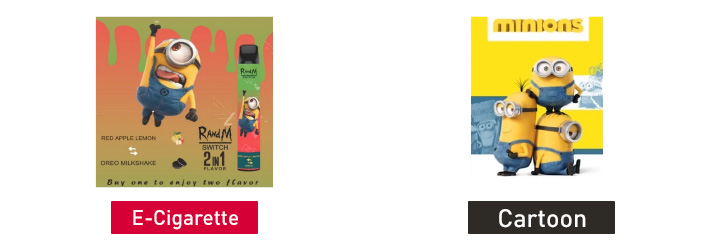 RandM
RED APPLE LEMON
OREO MILKSHAKE
RandM
SWITCH
2 in 1
FLAVOR
Buy one to enjoy two flavor
E-Cigarette
minions
Cartoon